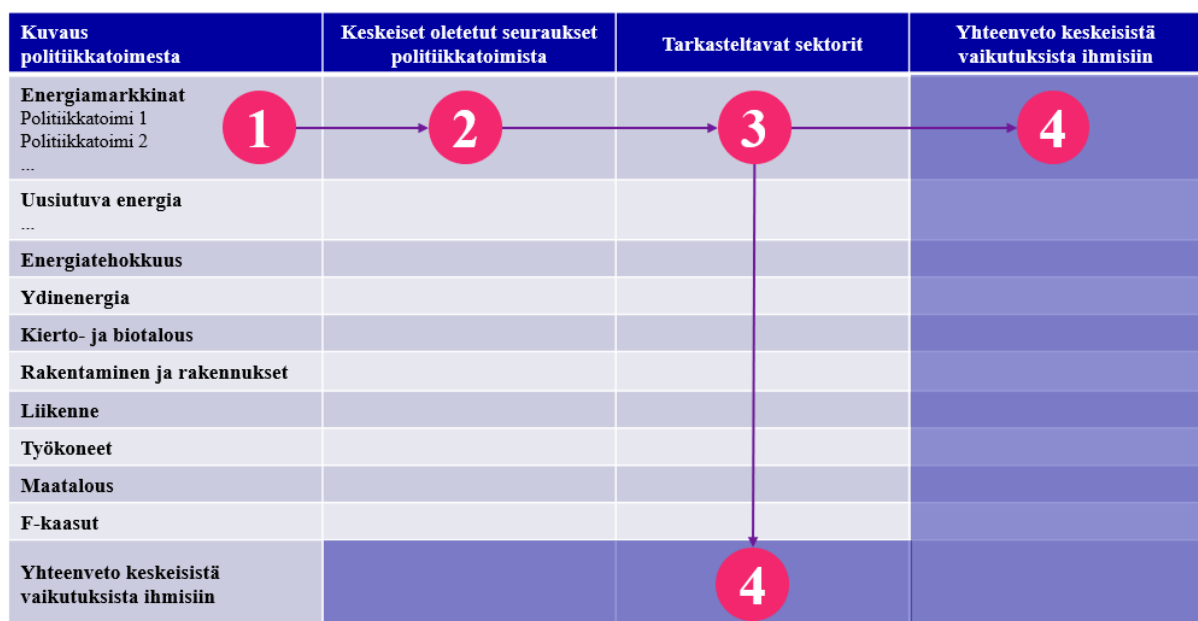 Kuvaus
politiikkatoimesta
Keskeiset oletetut seuraukset
politiikkatoimista
Tarkasteltavat sektorit
Yhteenveto keskeisistä
vaikutuksista ihmisiin
Energiamarkkinat
Politiikkatoimi 1
Politiikkatoimi 2
...
1
2
3
4
Uusiutuva energia
...
Energiatehokkuus
Ydinenergia
Kierto- ja biotalous
Rakentaminen ja rakennukset
Liikenne
Työkoneet
Maatalous
F-kaasut
Yhteenveto keskeisistä
vaikutuksista ihmisiin
4